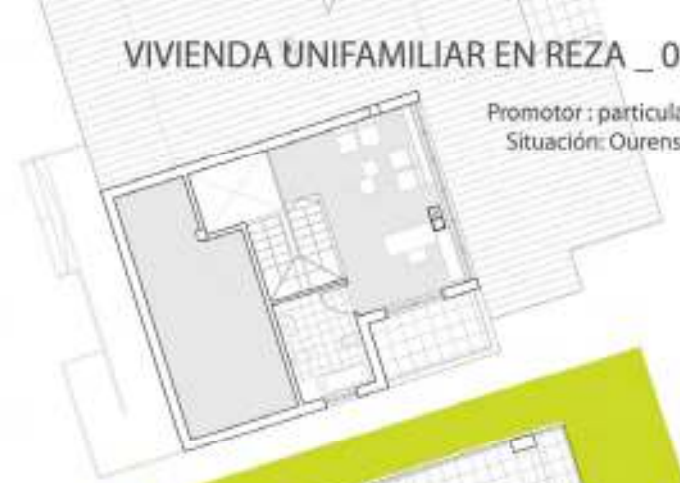 VIVIENDA UNIFAMILIAR EN REZA _ 0
Promotor : particula
Situación: Ourens